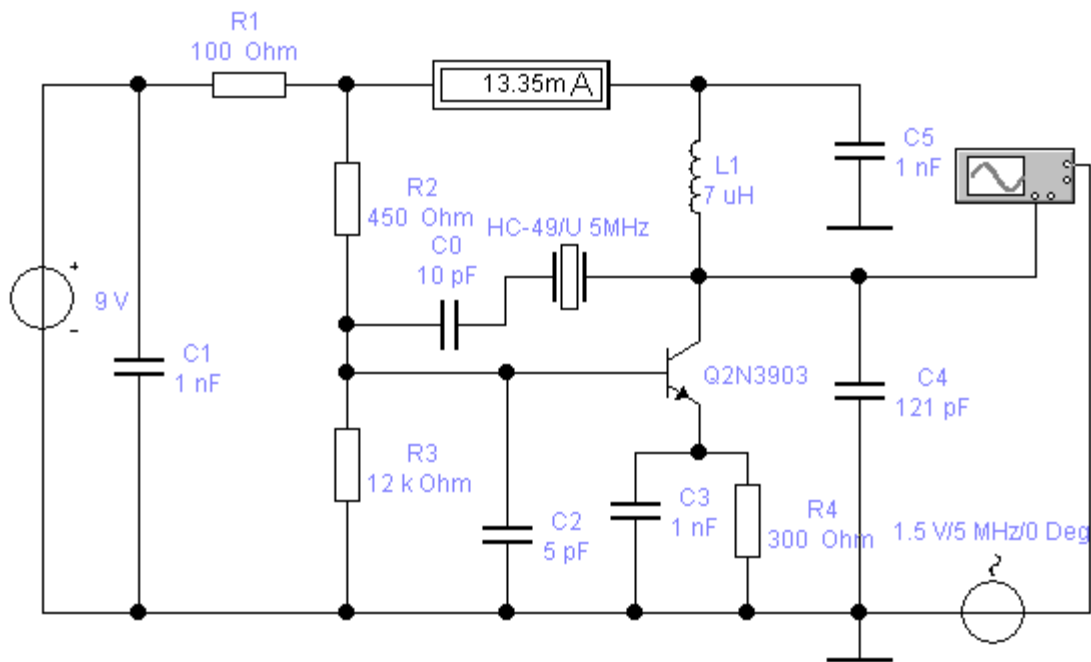 R1
100 Ohm
13.35m A
C5
1 nF
L1
7 uH
R2
450 Ohm
HC-49/U 5MHz
C0
10 pF
+
9 V
-
C1
1 nF
Q2N3903
C4
121 pF
R3
12 k Ohm
C3
1 nF
R4
300 Ohm
C2
5 pF
1.5 V/5 MHz/0 Deg